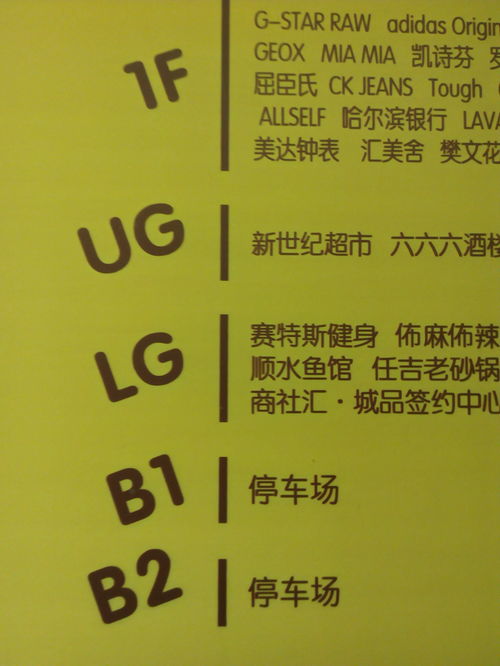 1F
G-STAR RAW adidas Origin
GEOX MIA MIA 凯诗芬
屈臣氏 CK JEANS Tough
ALLSELF 哈尔滨银行 LAVA
美达钟表 汇美舍 樊文花
UG
新世纪超市 六六六酒楼
LG
赛特斯健身 佈麻佈辣
顺水鱼馆 任吉老砂锅
商社汇·城品签约中心
B1
停车场
B2
停车场